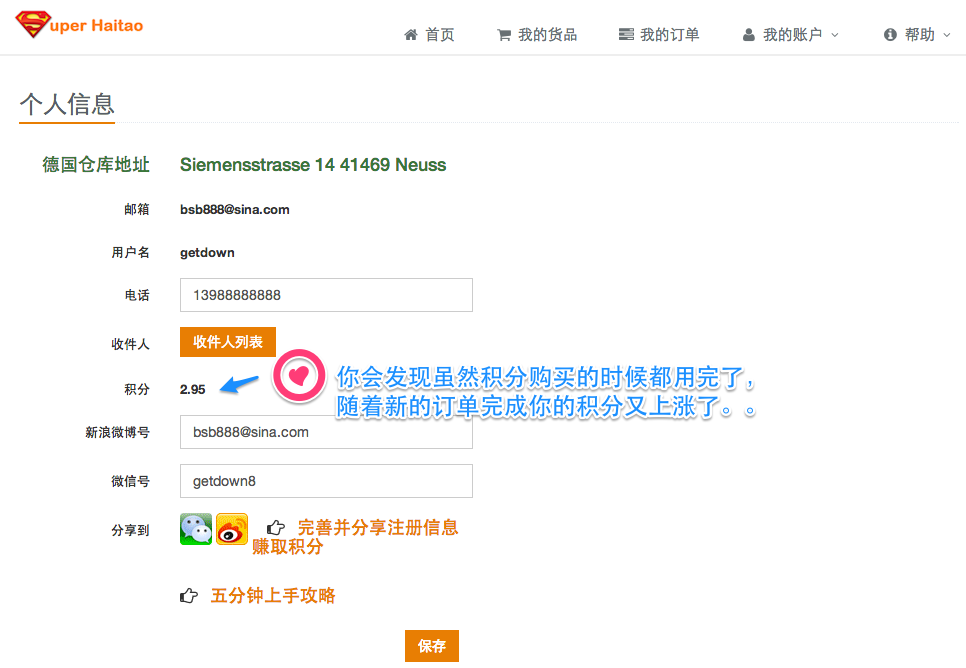 Super Haitao
首页 我的货品 我的订单 我的账户 帮助
个人信息
德国仓库地址 Siemensstrasse 14 41469 Neuss
邮箱 bsb888@sina.com
用户名 getdown
电话 13988888888
收件人 收件人列表
积分 2.95
你会发现虽然积分购买的时候都用完了，
随着新的订单完成你的积分又上涨了。。
新浪微博号 bsb888@sina.com
微信号 getdown8
分享到 完善并分享注册信息
赚取积分
五分钟上手攻略
保存